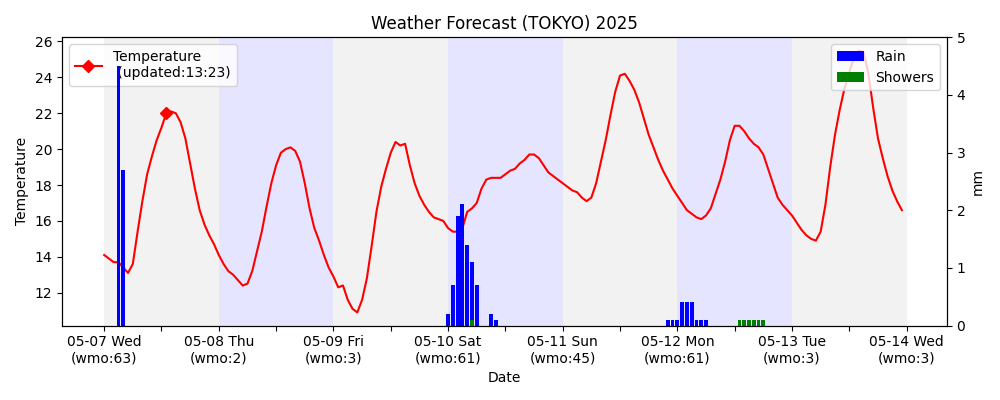 Weather Forecast (TOKYO) 2025
Temperature
(updated:13:23)
Rain
Showers
Temperature
26
24
22
20
18
16
14
12
5
4
3
2
1
0
mm
05-07 Wed
(wmo:63)
05-08 Thu
(wmo:2)
05-09 Fri
(wmo:3)
05-10 Sat
(wmo:61)
05-11 Sun
(wmo:45)
05-12 Mon
(wmo:61)
05-13 Tue
(wmo:3)
05-14 Wed
(wmo:3)
Date